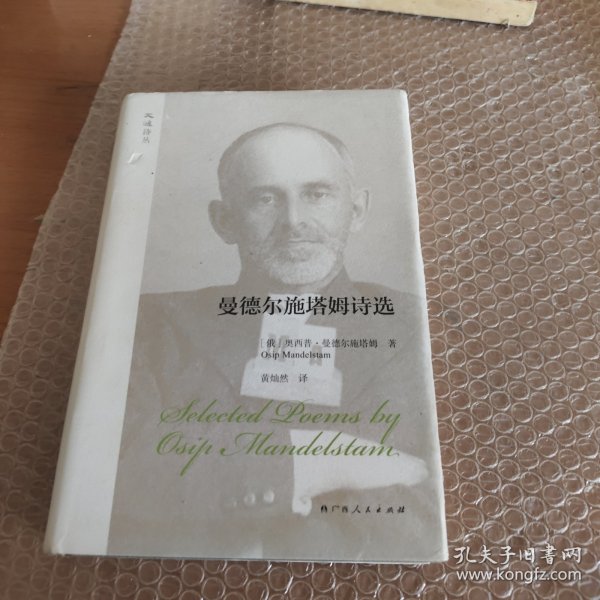 大雅诗丛
曼德尔施塔姆诗选
[俄] 奥西普·曼德尔施塔姆 著
Osip Mandelstam
黄灿然 译
Selected Poems by
Osip Mandelstam
广西人民出版社
孔夫子旧书网
www.kongfz.com